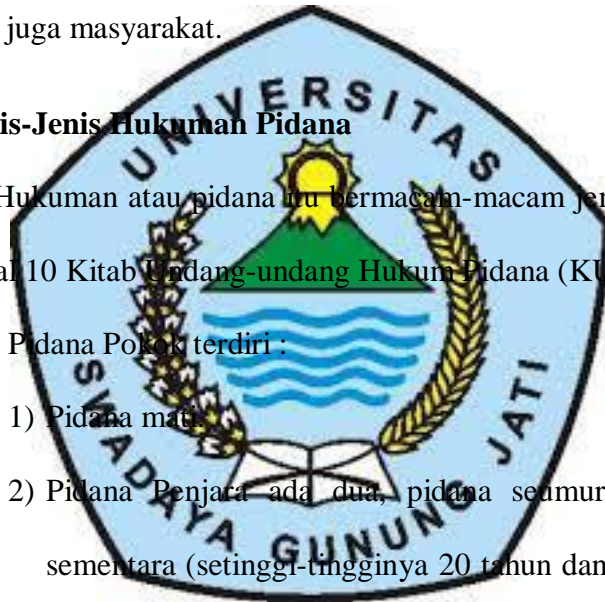 juga masyarakat.
is-Jenis Hukuman Pidana
Hukuman atau pidana itu bermacam-macam jer
al 10 Kitab Undang-undang Hukum Pidana (KU
Pidana Pokok terdiri :
1) Pidana mati.
2) Pidana Penjara ada dua, pidana seumur
sementara (setinggi-tingginya 20 tahun dan
UNIVERSITAS
SWADAYA GUNUNG JATI